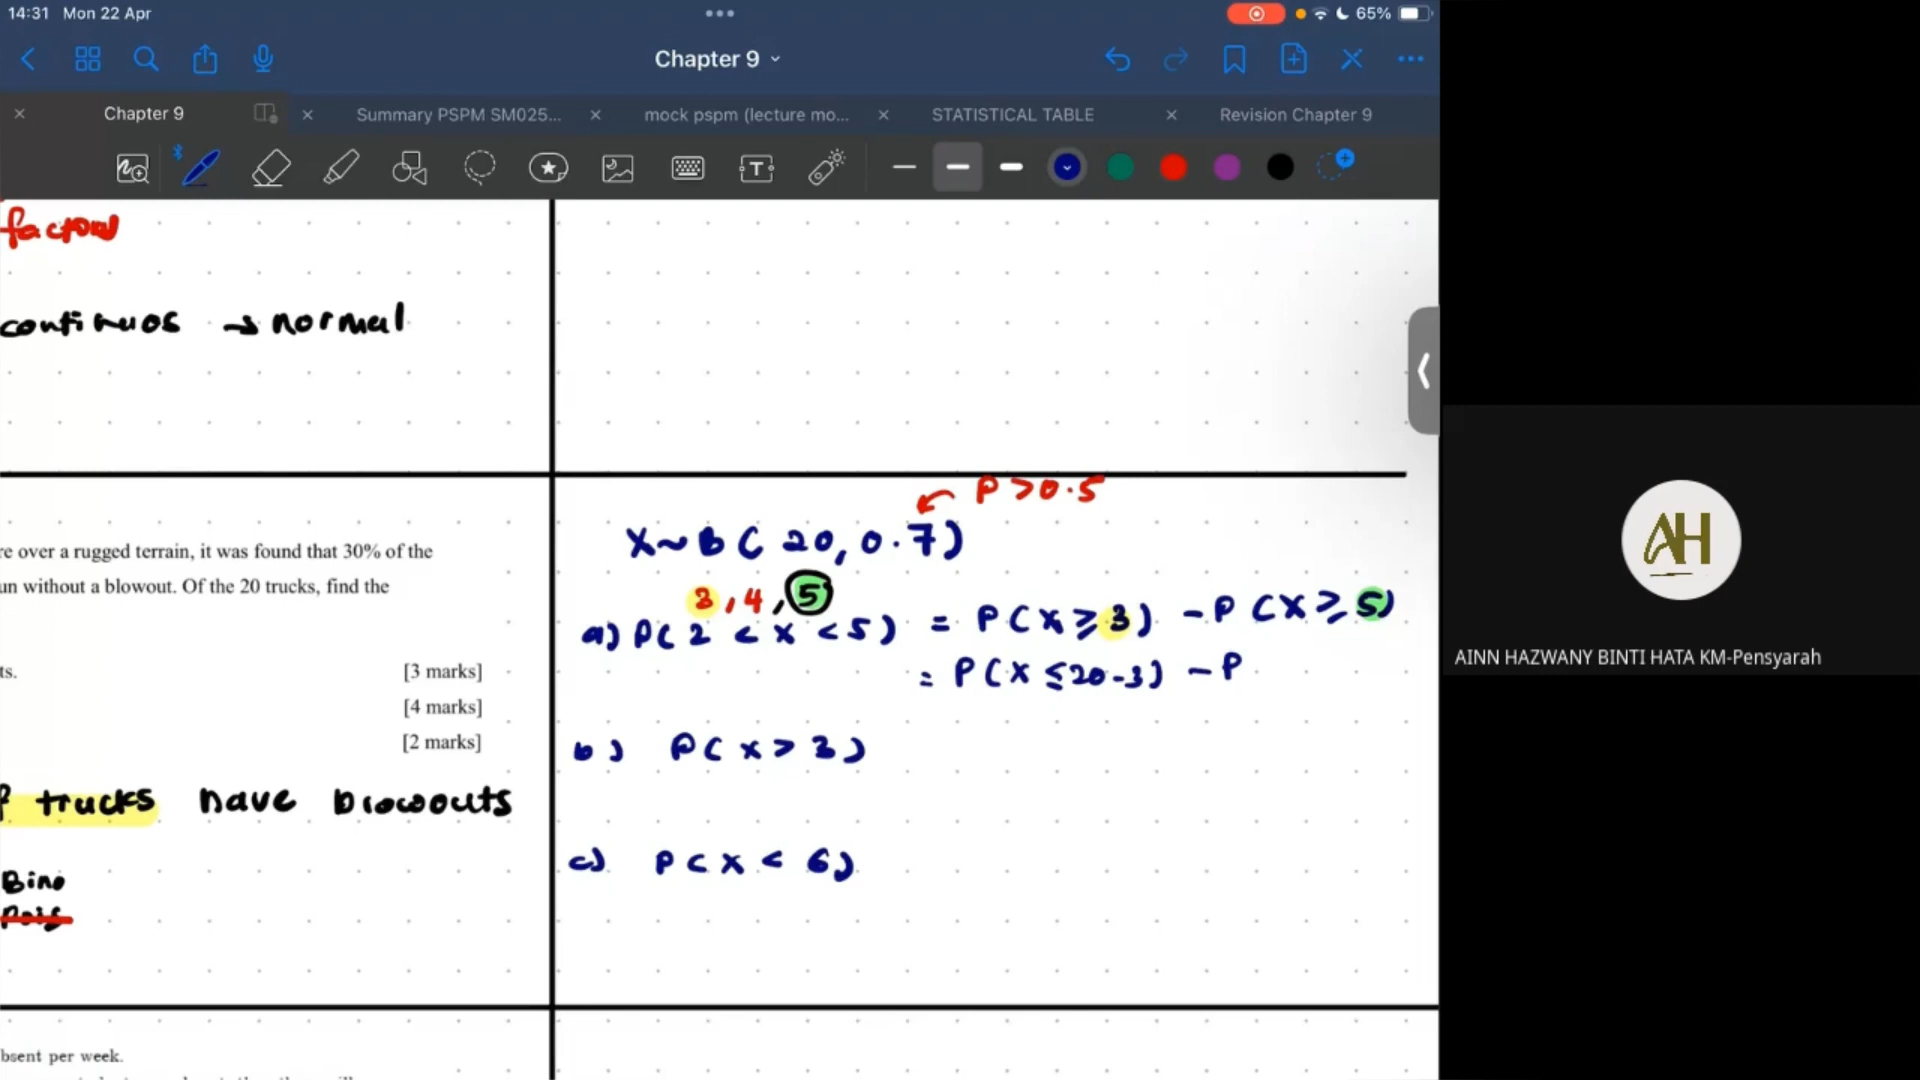 14:31 Mon 22 Apr
65%
Chapter 9
Chapter 9
Summary PSPM SM025...
mock pspm (lecture mo...
STATISTICAL TABLE
Revision Chapter 9
factors
continuos → normal
re over a rugged terrain, it was found that 30% of the
un without a blowout. Of the 20 trucks, find the
ts. [3 marks]
[4 marks]
[2 marks]
trucks have blowouts
Bino
Pois
P > 0.5
X ~ B ( 20, 0.7)
3, 4, 5
a) P( 2 < x < 5) = P(X ≥ 3) - P(X ≥ 5)
= P(X ≤ 20-3) - P
b) P( x > 3)
c) P(X < 6)
bsent per week.
AH
AINN HAZWANY BINTI HATA KM-Pensyarah